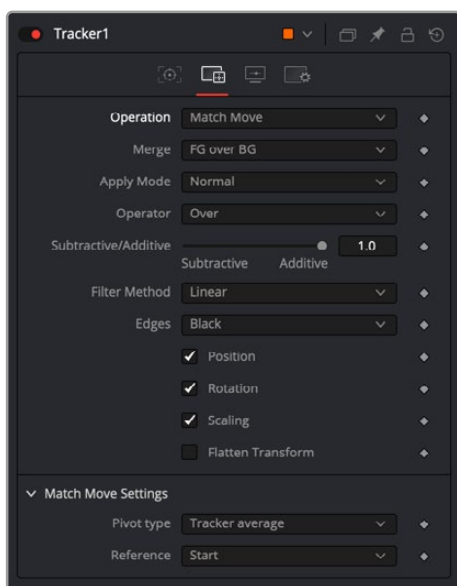 Tracker1
Operation Match Move
Merge FG over BG
Apply Mode Normal
Operator Over
Subtractive/Additive 1.0
Subtractive Additive
Filter Method Linear
Edges Black
Position
Rotation
Scaling
Flatten Transform
Match Move Settings
Pivot type Tracker average
Reference Start